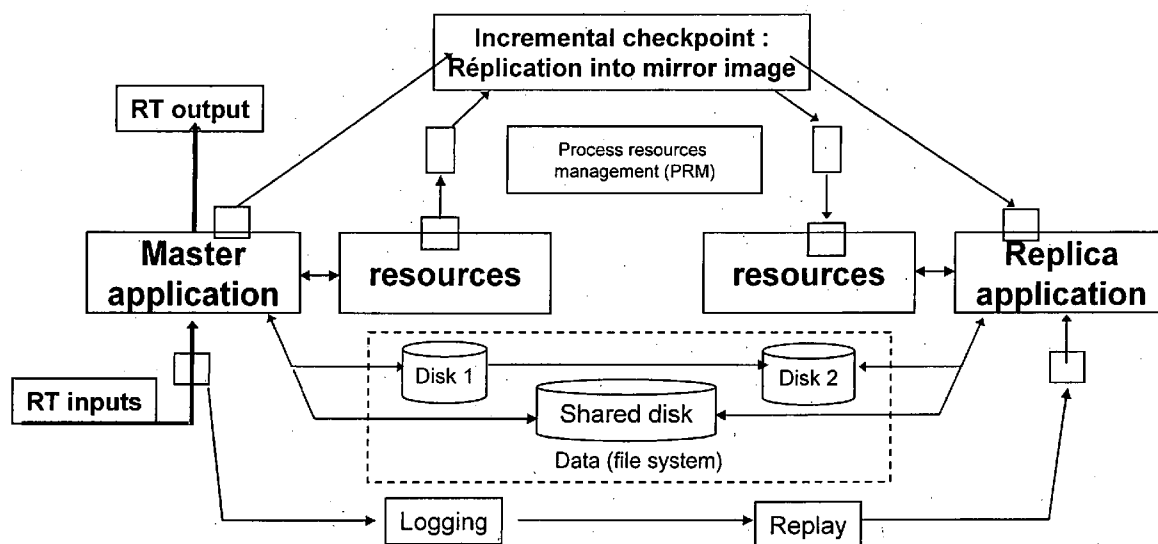 Incremental checkpoint :
Réplication into mirror image
RT output
Process resources
management (PRM)
Master
application
resources
resources
Replica
application
Disk 1
Disk 2
RT inputs
Shared disk
Data (file system)
Logging
Replay